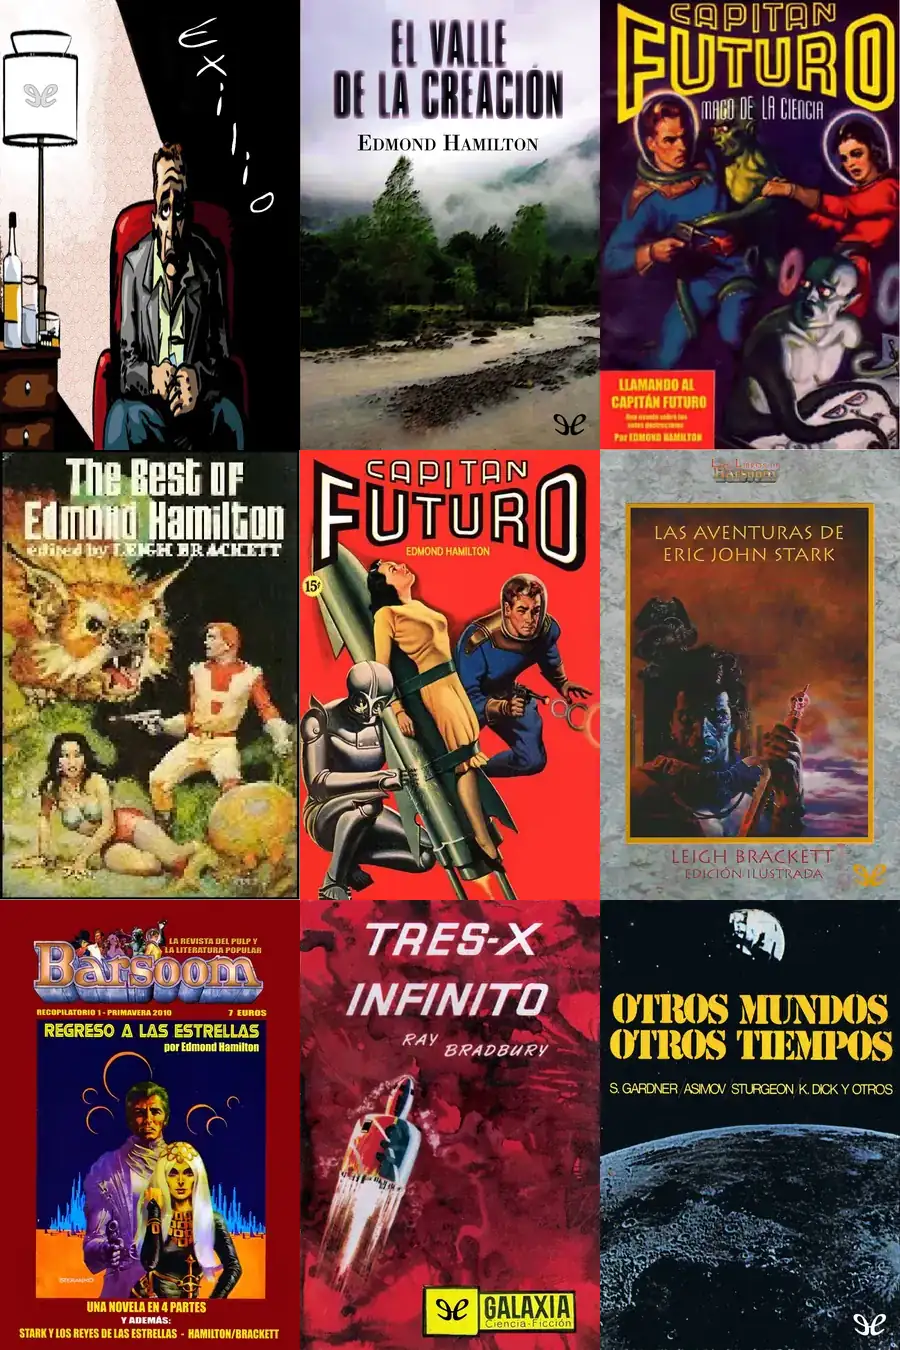 Exilio
EL VALLE
DE LA CREACIÓN
EDMOND HAMILTON
CAPITAN
FUTURO
MAGO DE LA CIENCIA
LLAMANDO AL
CAPITÁN FUTURO
Por EDMOND HAMILTON
The Best of
Edmond Hamilton
edited by LEIGH BRACKETT
CAPITAN
FUTURO
EDMOND HAMILTON
15¢
BARSOOM
LAS AVENTURAS DE
ERIC JOHN STARK
LEIGH BRACKETT
EDICIÓN ILUSTRADA
LA REVISTA DEL PULP Y
LA LITERATURA POPULAR
Barsoom
RECOPILATORIO 1 - PRIMAVERA 2010 7 EUROS
REGRESO A LAS ESTRELLAS
por Edmond Hamilton
UNA NOVELA EN 4 PARTES
Y ADEMÁS:
STARK Y LOS REYES DE LAS ESTRELLAS - HAMILTON/BRACKETT
TRES-X
INFINITO
RAY
BRADBURY
GALAXIA
Ciencia-Ficción
OTROS MUNDOS
OTROS TIEMPOS
S. GARDNER / ASIMOV STURGEON / K. DICK Y OTROS